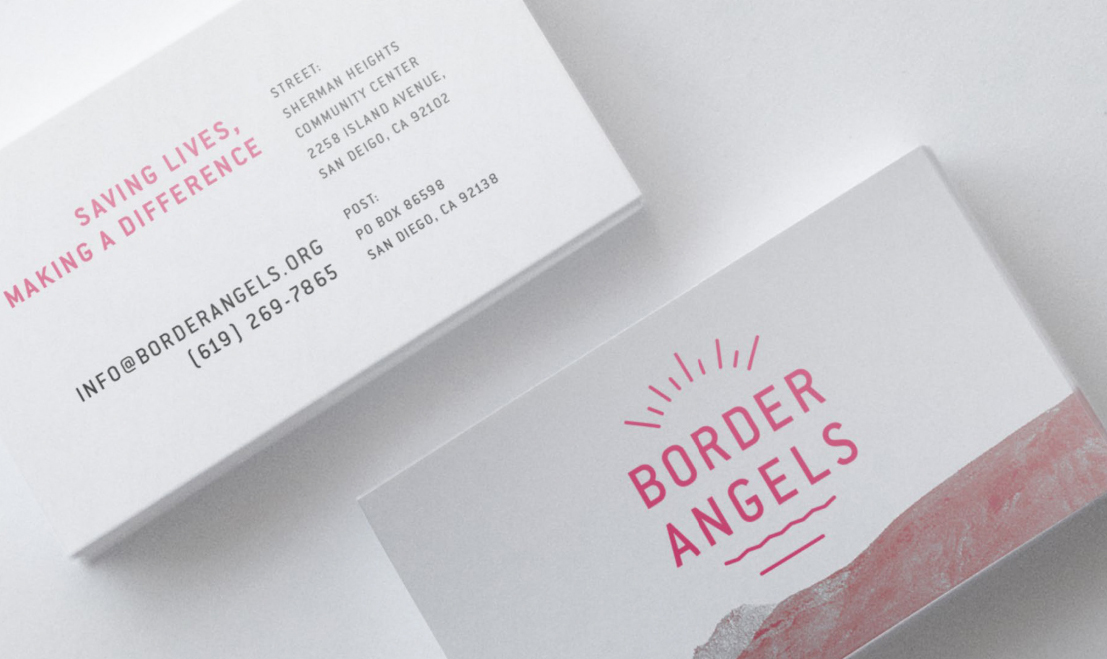 SAVING LIVES,
MAKING A DIFFERENCE
INFO@BORDERANGELS.ORG
(619) 269-7865
STREET:
SHERMAN HEIGHTS
COMMUNITY CENTER
2258 ISLAND AVENUE,
SAN DEIGO, CA 92102
POST:
PO BOX 86598
SAN DIEGO, CA 92138
BORDER
ANGELS